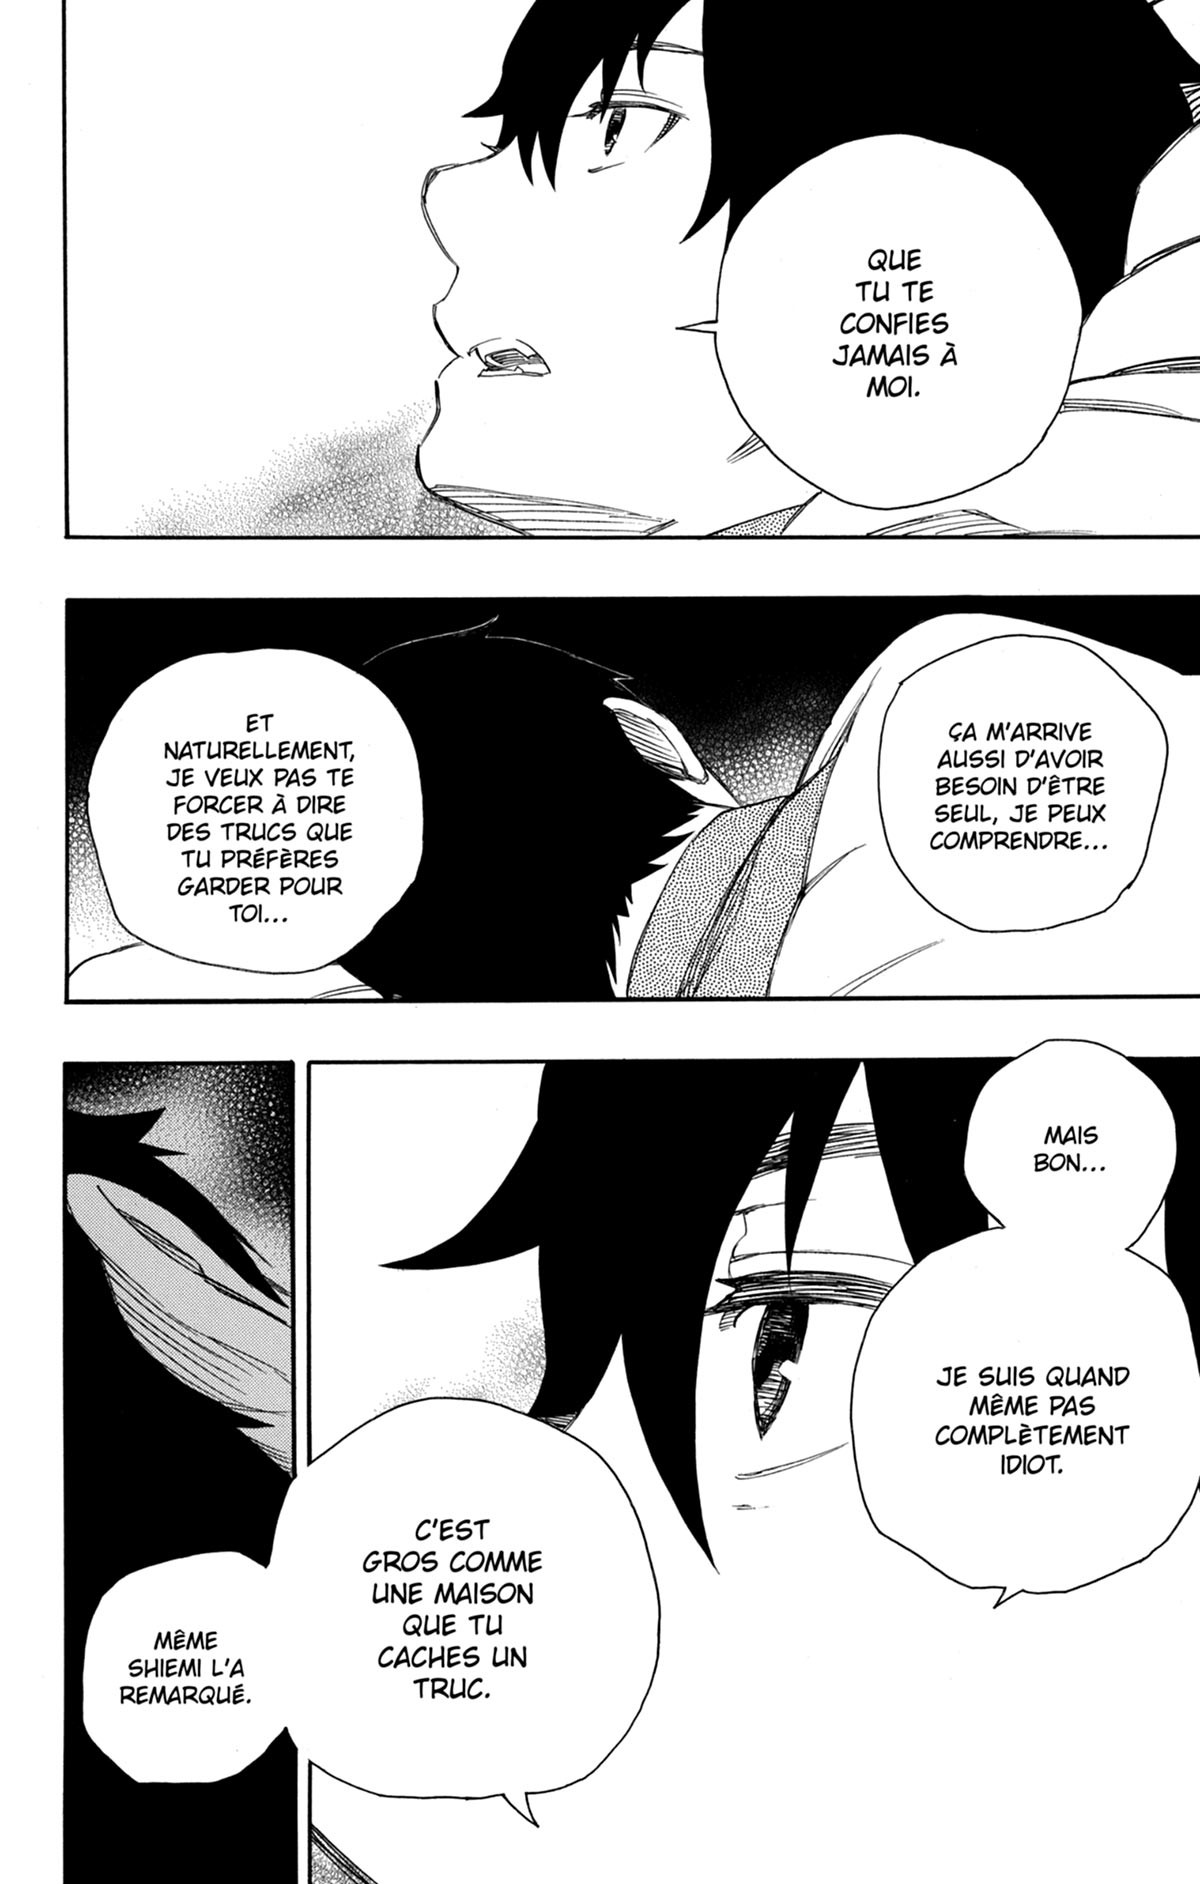 QUE
TU TE
CONFIES
JAMAIS À
MOI.
ÇA M'ARRIVE
AUSSI D'AVOIR
BESOIN D'ÊTRE
SEUL, JE PEUX
COMPRENDRE...
ET
NATURELLEMENT,
JE VEUX PAS TE
FORCER À DIRE
DES TRUCS QUE
TU PRÉFÈRES
GARDER POUR
TOI...
MAIS
BON...
JE SUIS QUAND
MÊME PAS
COMPLÈTEMENT
IDIOT.
C'EST
GROS COMME
UNE MAISON
QUE TU
CACHES UN
TRUC.
MÊME
SHIEMI L'A
REMARQUÉ.